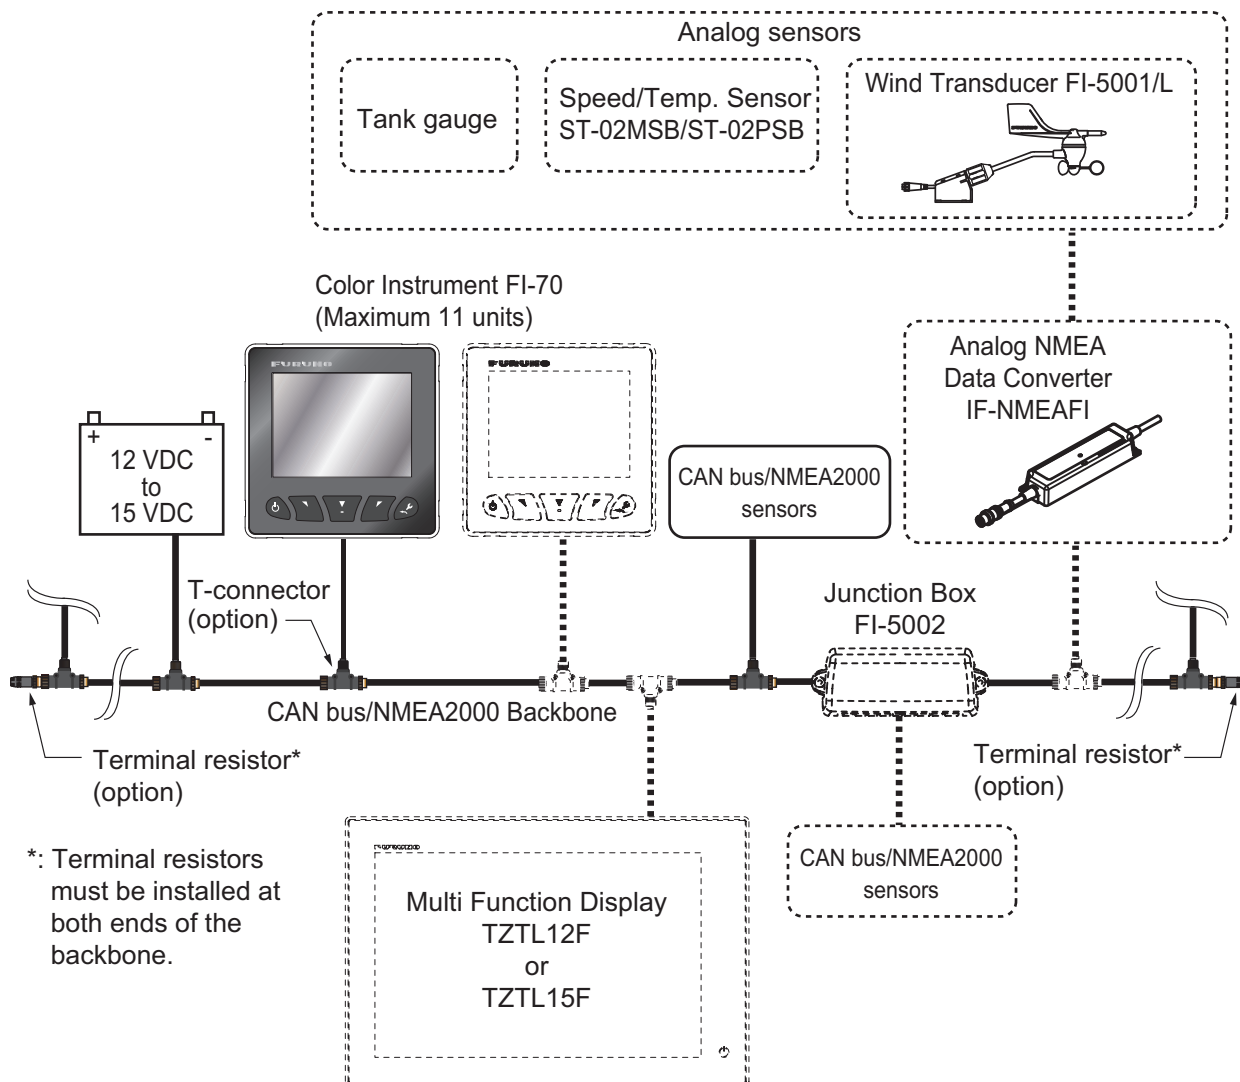 Analog sensors
Tank gauge
Speed/Temp. Sensor
ST-02MSB/ST-02PSB
Wind Transducer FI-5001/L
Color Instrument FI-70
(Maximum 11 units)
FURUNO
FURUNO
Analog NMEA
Data Converter
IF-NMEAFI
+ -
12 VDC
to
15 VDC
CAN bus/NMEA2000
sensors
T-connector
(option)
Junction Box
FI-5002
CAN bus/NMEA2000 Backbone
Terminal resistor*
(option)
Terminal resistor*
(option)
*: Terminal resistors
must be installed at
both ends of the
backbone.
FURUNO
Multi Function Display
TZTL12F
or
TZTL15F
CAN bus/NMEA2000
sensors